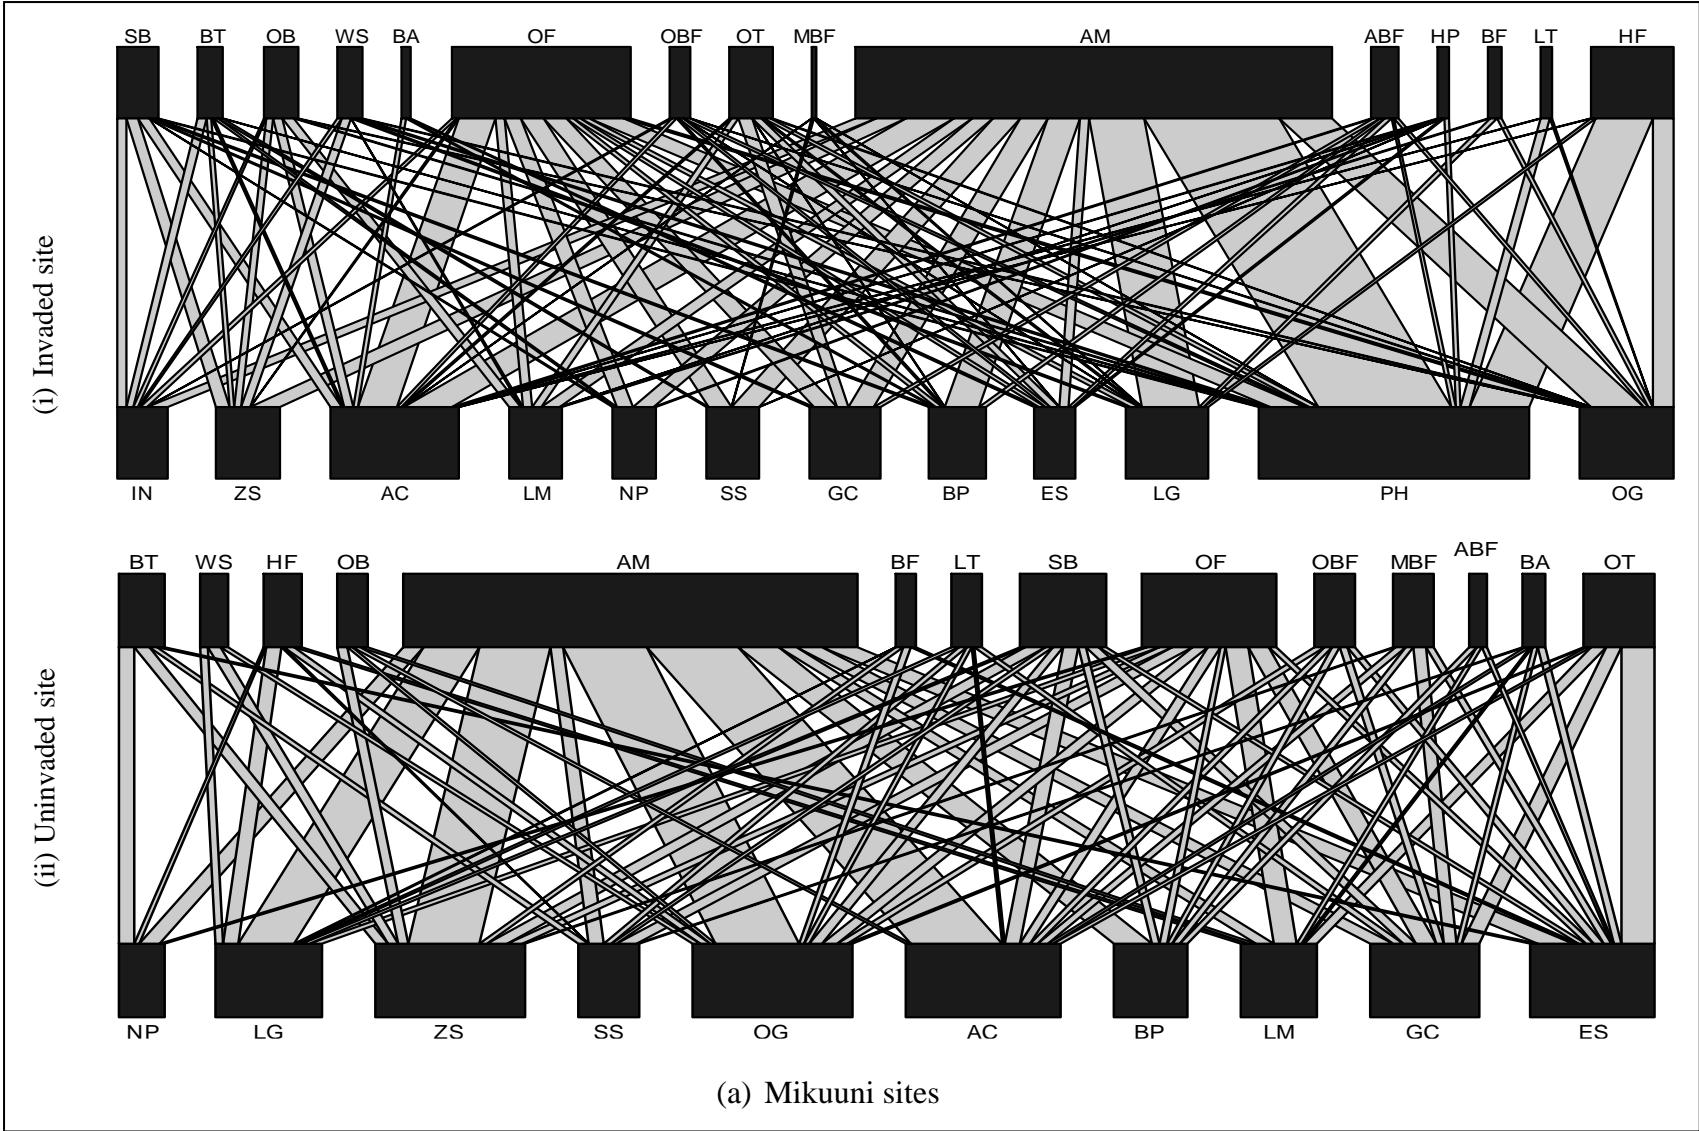 SB BT OB WS BA OF OBF OT MBF AM ABF HP BF LT HF
(i) Invaded site
IN ZS AC LM NP SS GC BP ES LG PH OG
BT WS HF OB AM BF LT SB OF OBF MBF ABF BA OT
(ii) Uninvaded site
NP LG ZS SS OG AC BP LM GC ES
(a) Mikuuni sites